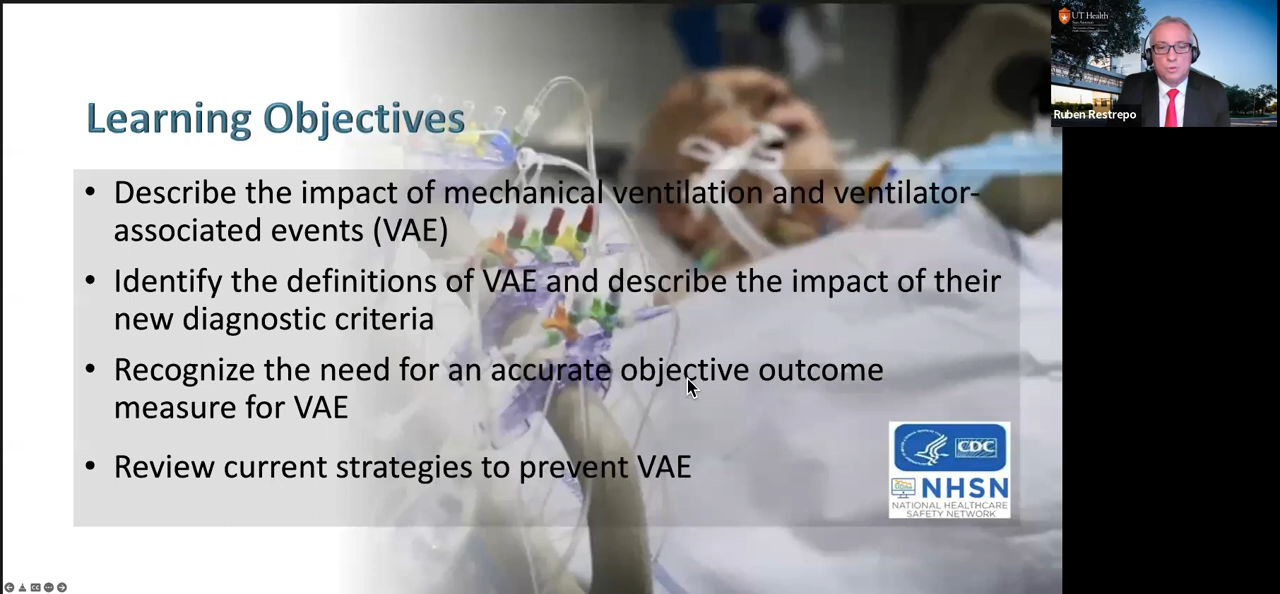 Learning Objectives
• Describe the impact of mechanical ventilation and ventilator-
associated events (VAE)
• Identify the definitions of VAE and describe the impact of their
new diagnostic criteria
• Recognize the need for an accurate objective outcome
measure for VAE
• Review current strategies to prevent VAE
CDC
NHSN
NATIONAL HEALTHCARE
SAFETY NETWORK
UT Health
San Antonio
Ruben Restrepo